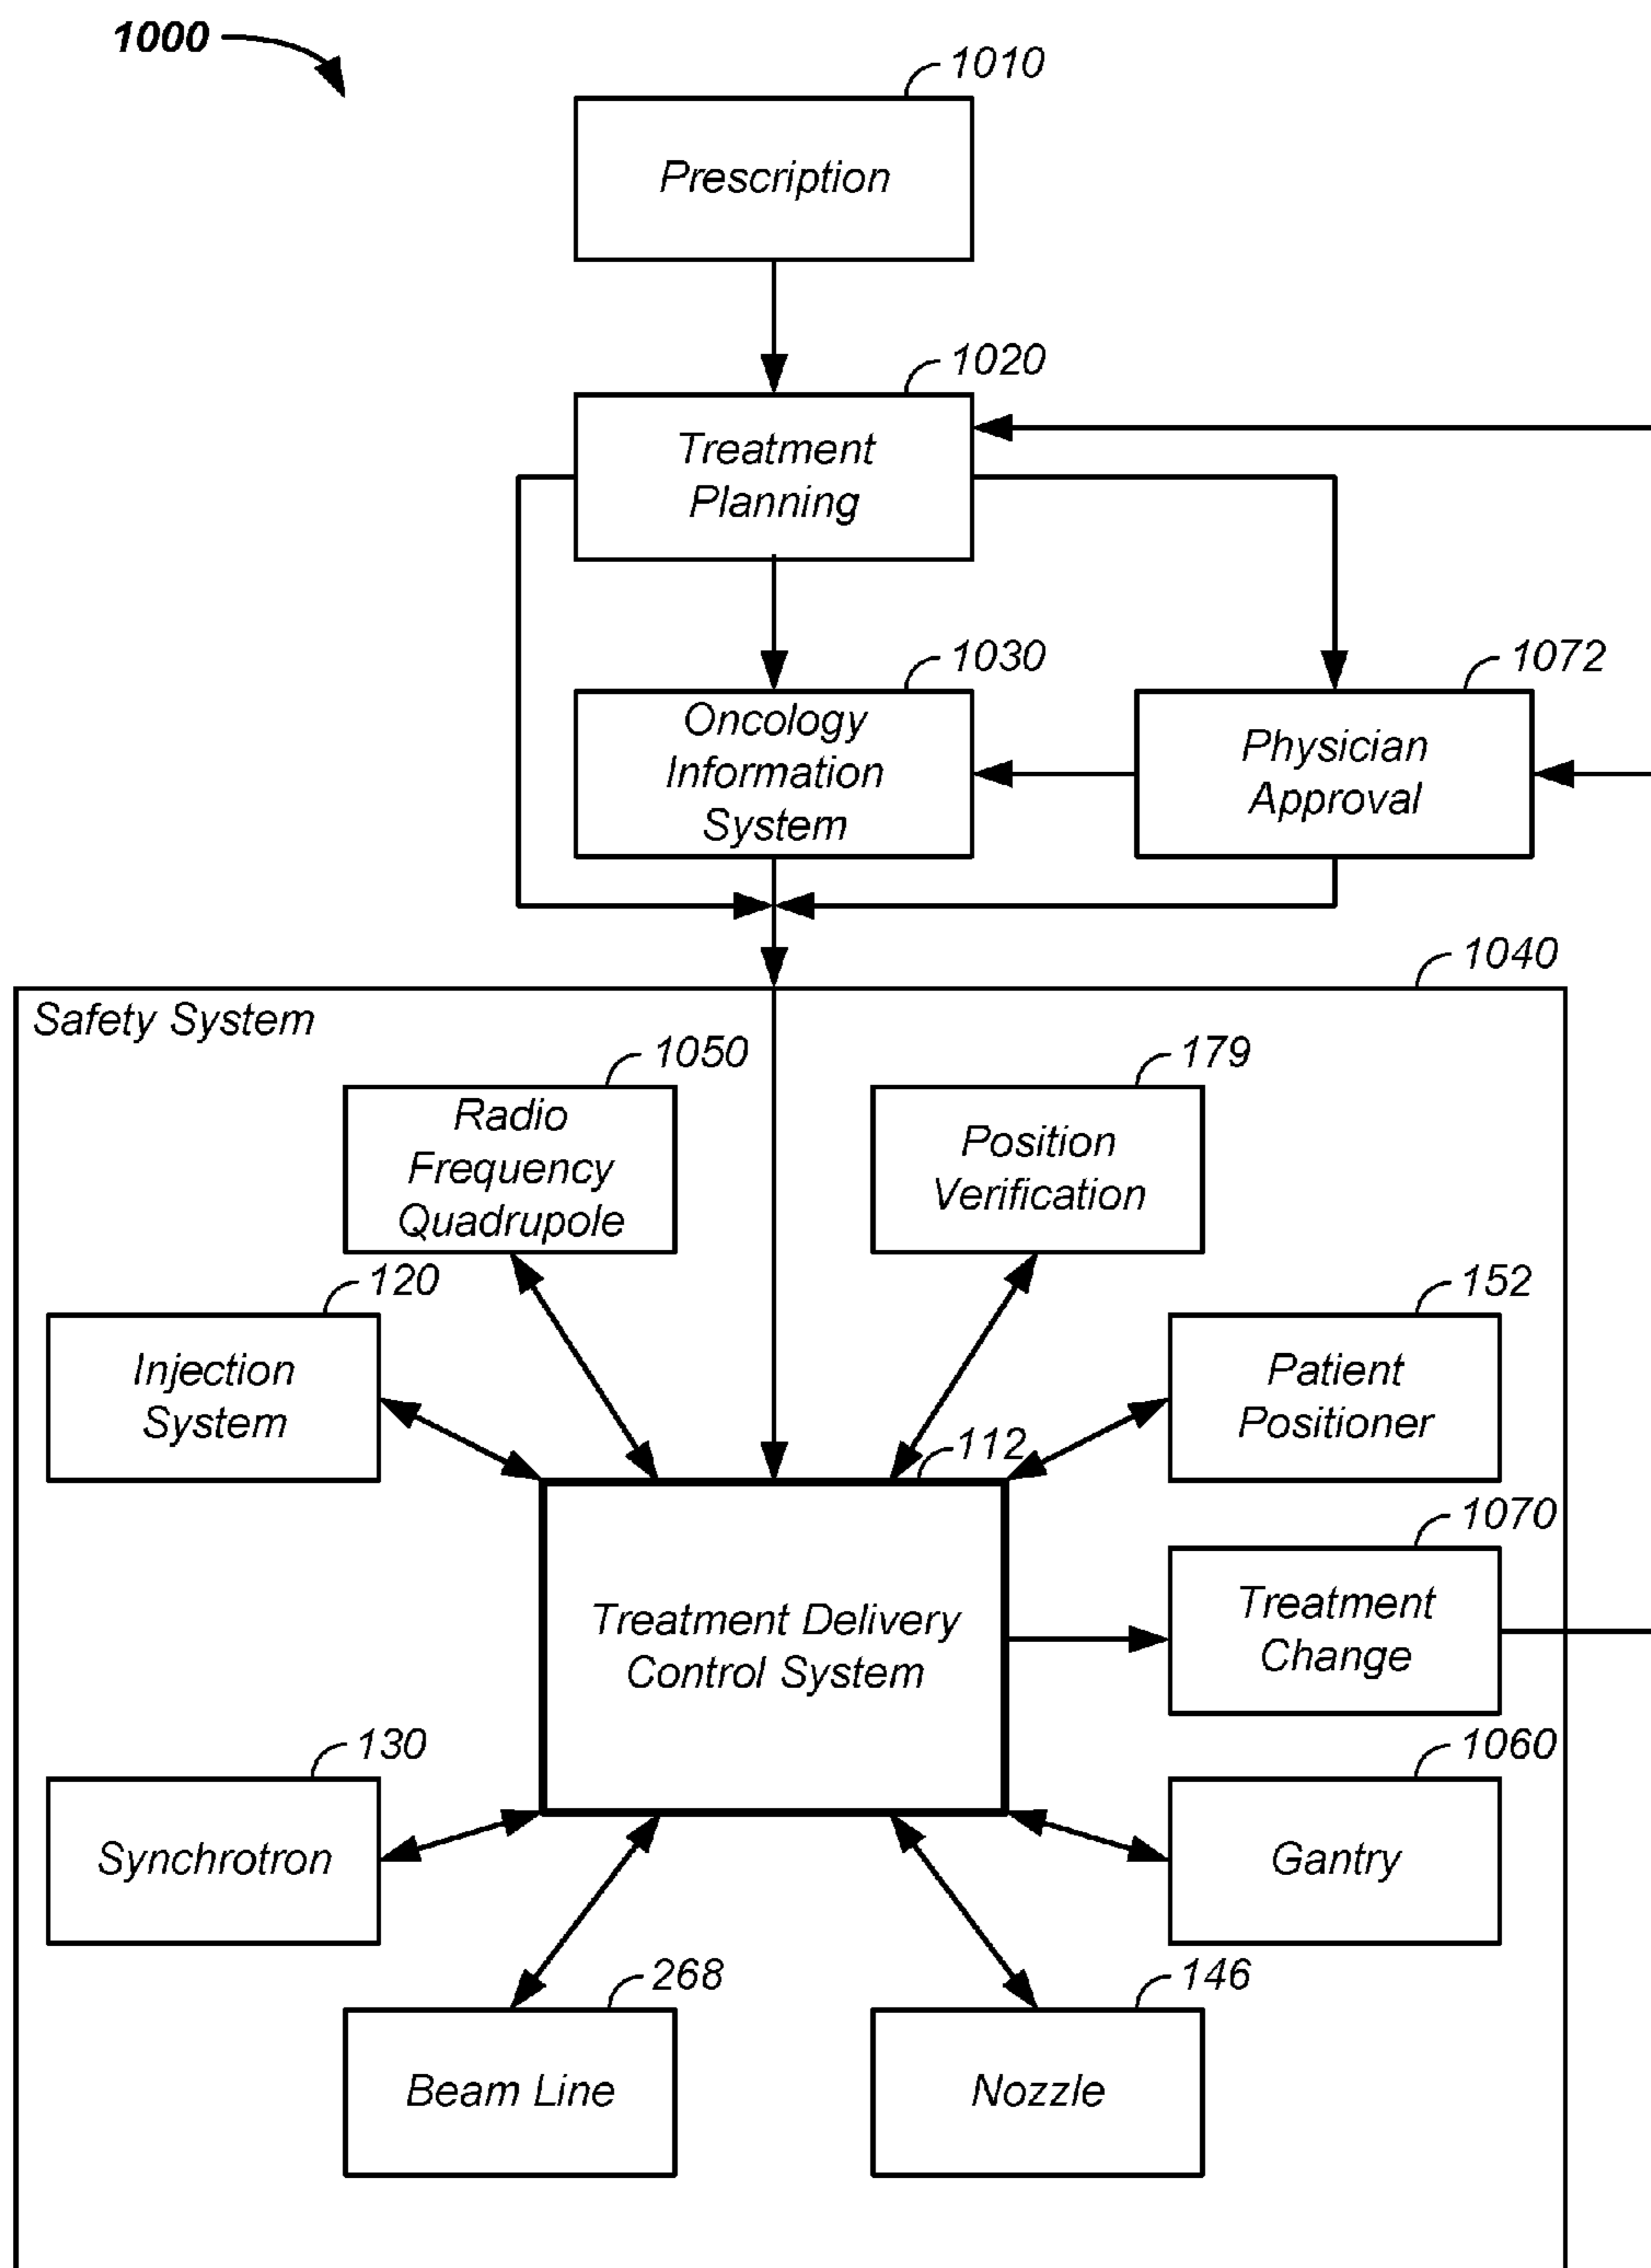 1000
1010
Prescription
1020
Treatment
Planning
1030
Oncology
Information
System
1072
Physician
Approval
1040
Safety System
1050
Radio
Frequency
Quadrupole
179
Position
Verification
120
Injection
System
152
Patient
Positioner
112
Treatment Delivery
Control System
1070
Treatment
Change
130
Synchrotron
1060
Gantry
268
Beam Line
146
Nozzle